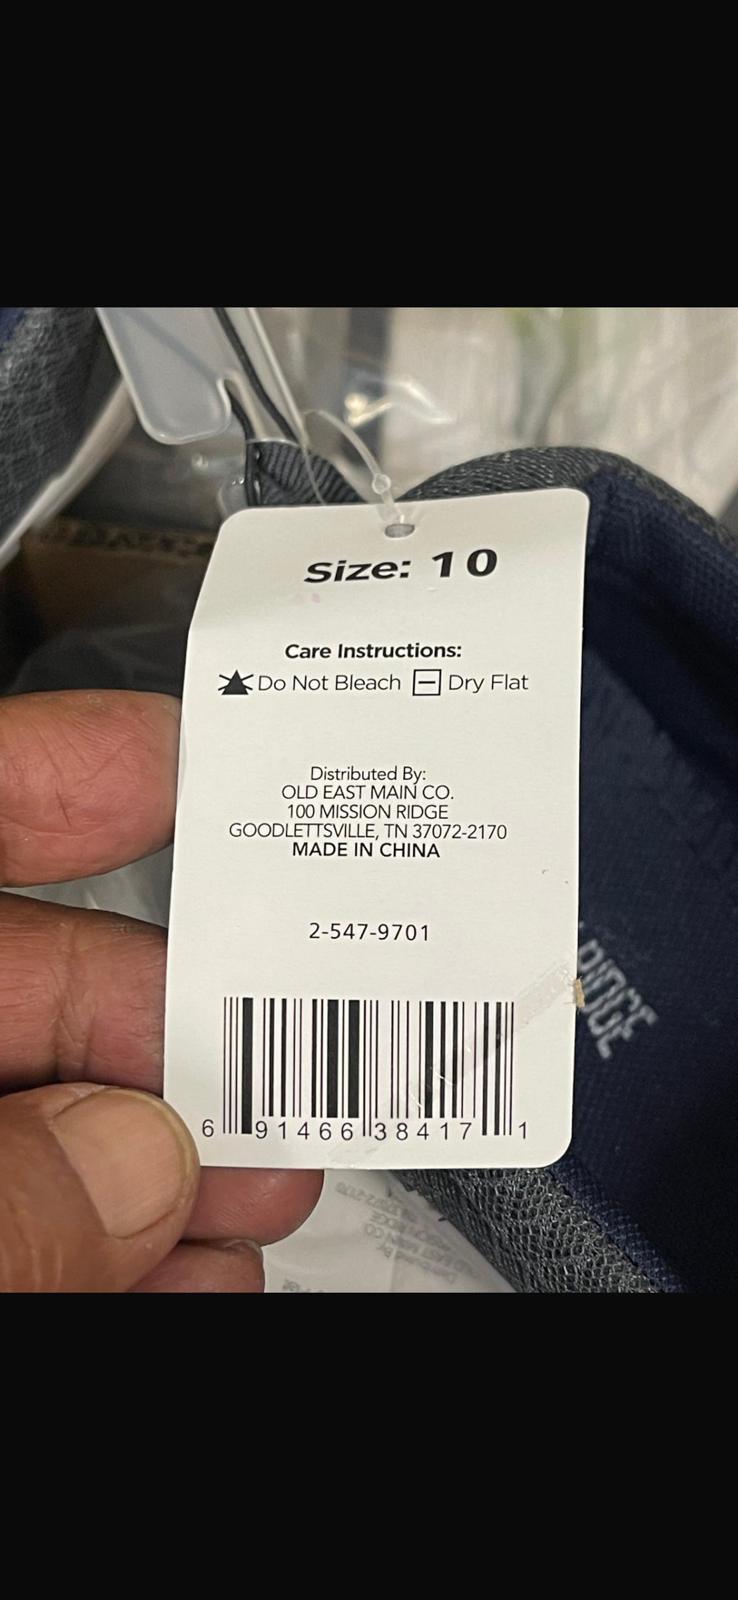 Size: 10
Care Instructions:
Do Not Bleach Dry Flat
Distributed By:
OLD EAST MAIN CO.
100 MISSION RIDGE
GOODLETTSVILLE, TN 37072-2170
MADE IN CHINA
2-547-9701
6 91466 38417 1
RIDGE